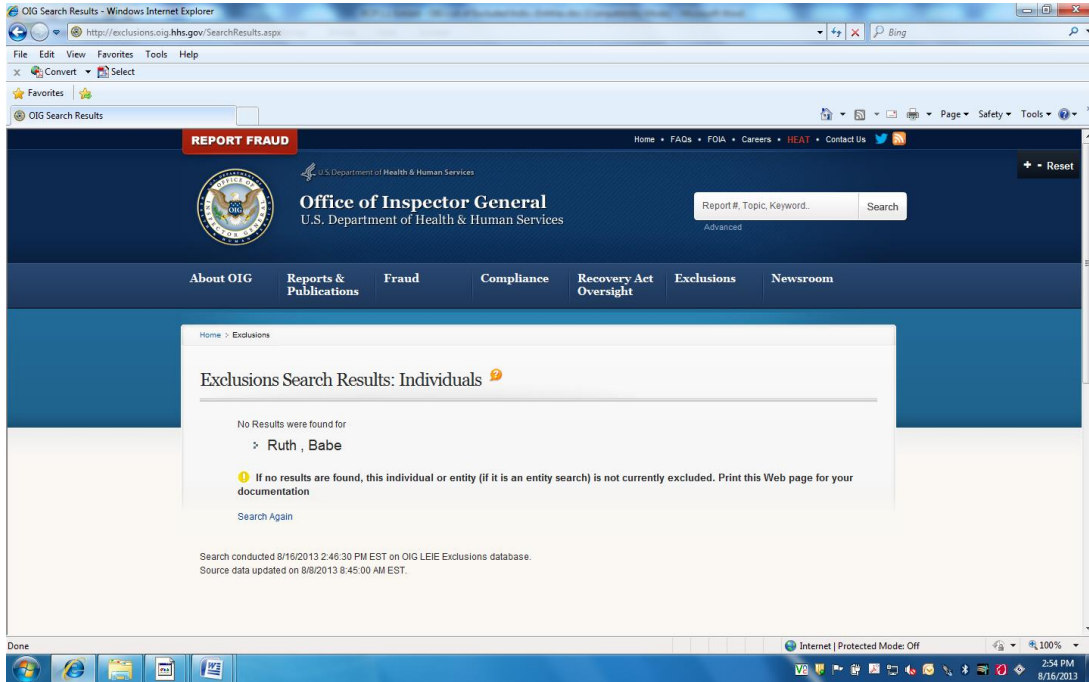 OIG Search Results - Windows Internet Explorer
http://exclusions.oig.hhs.gov/SearchResults.aspx
Bing
File Edit View Favorites Tools Help
x Convert Select
Favorites
OIG Search Results
Page Safety Tools
REPORT FRAUD
Home • FAQs • FOIA • Careers • HEAT • Contact Us
+ - Reset
U.S. Department of Health & Human Services
Office of Inspector General
U.S. Department of Health & Human Services
Report #, Topic, Keyword.. Search
Advanced
About OIG Reports & Publications Fraud Compliance Recovery Act Oversight Exclusions Newsroom
Home > Exclusions
Exclusions Search Results: Individuals
No Results were found for
Ruth , Babe
If no results are found, this individual or entity (if it is an entity search) is not currently excluded. Print this Web page for your
documentation
Search Again
Search conducted 8/16/2013 2:46:30 PM EST on OIG LEIE Exclusions database.
Source data updated on 8/8/2013 8:45:00 AM EST.
Done
Internet | Protected Mode: Off
100%
2:54 PM
8/16/2013